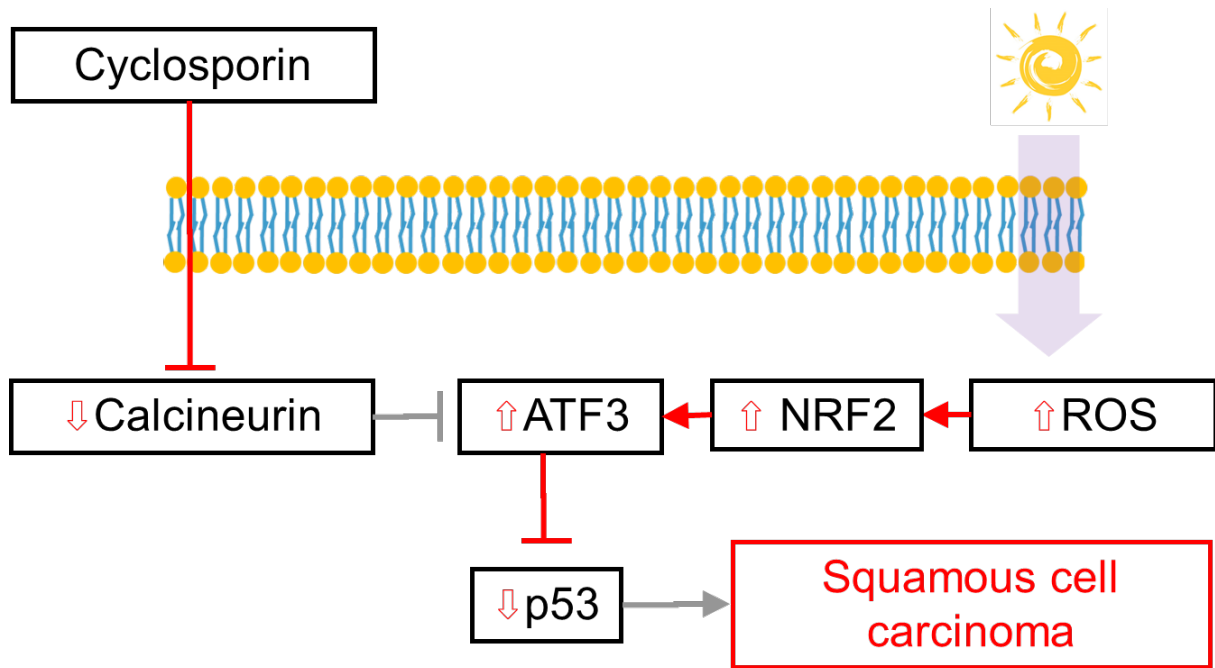 Cyclosporin
⇩Calcineurin
⇧ATF3
⇧ NRF2
⇧ROS
⇩p53
Squamous cell
carcinoma